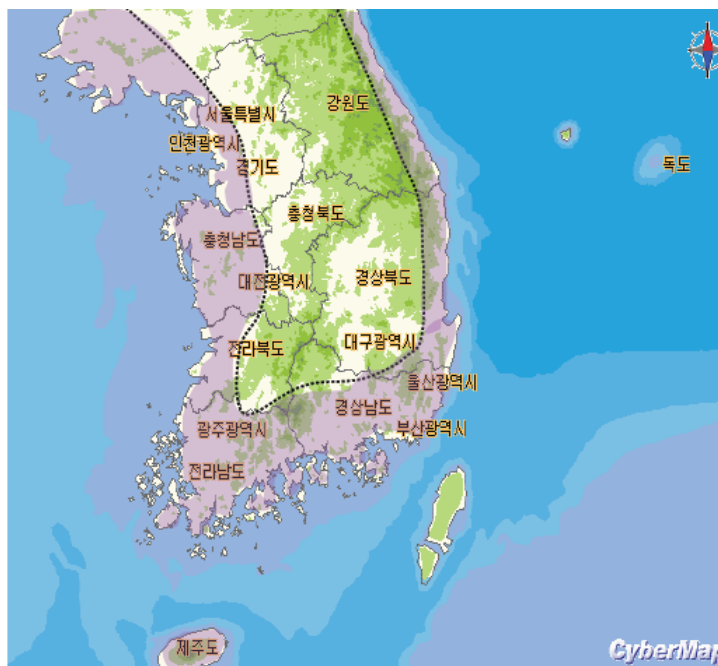 강원도
서울특별시
인천광역시
독도
경기도
충청북도
충청남도
대전광역시
경상북도
전라북도
대구광역시
울산광역시
경상남도
광주광역시
부산광역시
전라남도
제주도
CyberMap